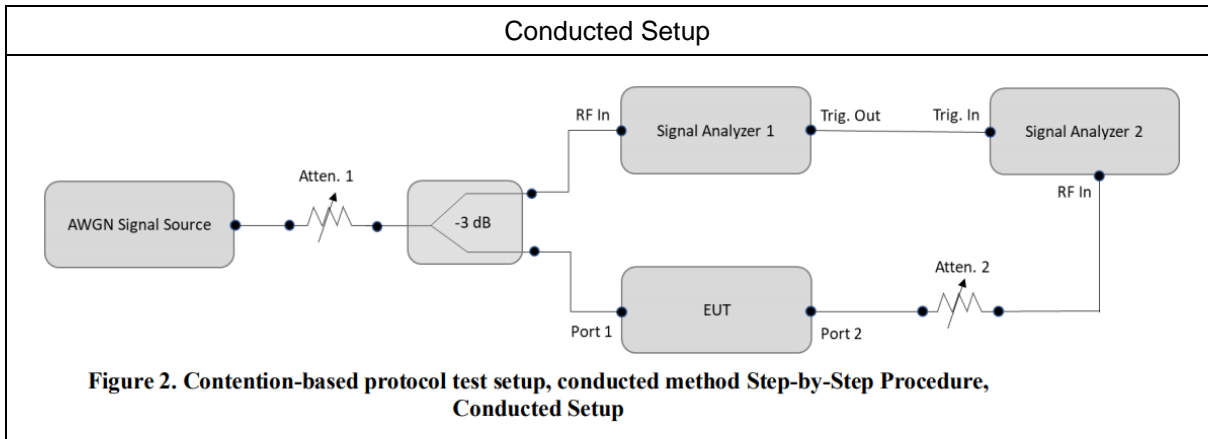 Conducted Setup
RF In
Signal Analyzer 1
Trig. Out
Trig. In
Signal Analyzer 2
RF In
Atten. 1
AWGN Signal Source
-3 dB
Atten. 2
EUT
Port 1
Port 2
Figure 2. Contention-based protocol test setup, conducted method Step-by-Step Procedure,
Conducted Setup